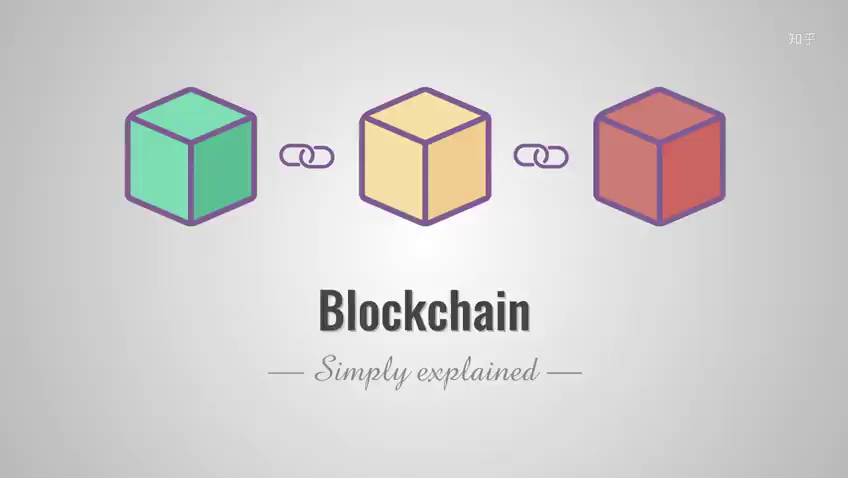 知乎
Blockchain
Simply explained